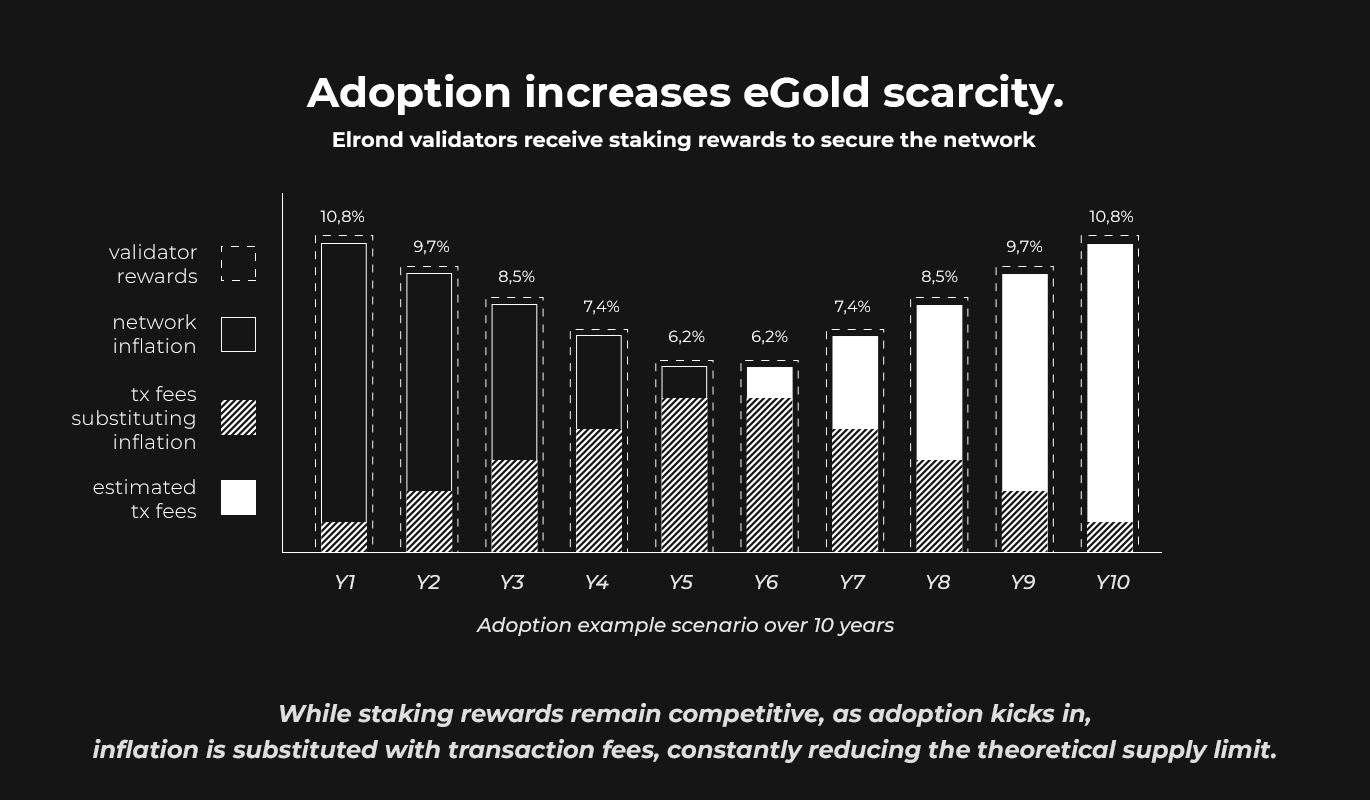 Adoption increases eGold scarcity.
Elrond validators receive staking rewards to secure the network
validator
rewards
network
inflation
tx fees
substituting
inflation
estimated
tx fees
10,8%
9,7%
8,5%
7,4%
6,2%
6,2%
7,4%
8,5%
9,7%
10,8%
Y1
Y2
Y3
Y4
Y5
Y6
Y7
Y8
Y9
Y10
Adoption example scenario over 10 years
While staking rewards remain competitive, as adoption kicks in,
inflation is substituted with transaction fees, constantly reducing the theoretical supply limit.